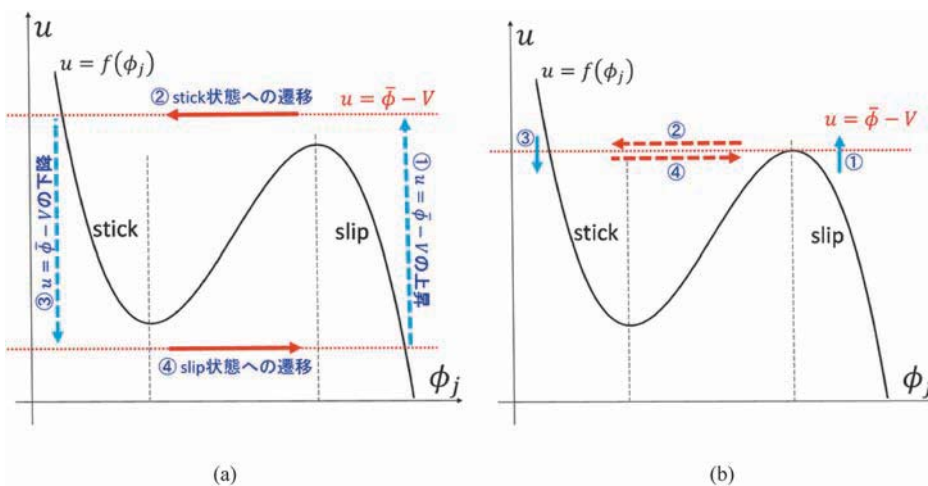 u
u = f(ϕj)
② stick状態への遷移
u = ϕ̄ − V
③ u = ϕ̄ − Vの下降
① u = ϕ̄ − Vの上昇
stick
slip
④ slip状態への遷移
ϕj
(a)
u
u = f(ϕj)
u = ϕ̄ − V
③
②
④
①
stick
slip
ϕj
(b)